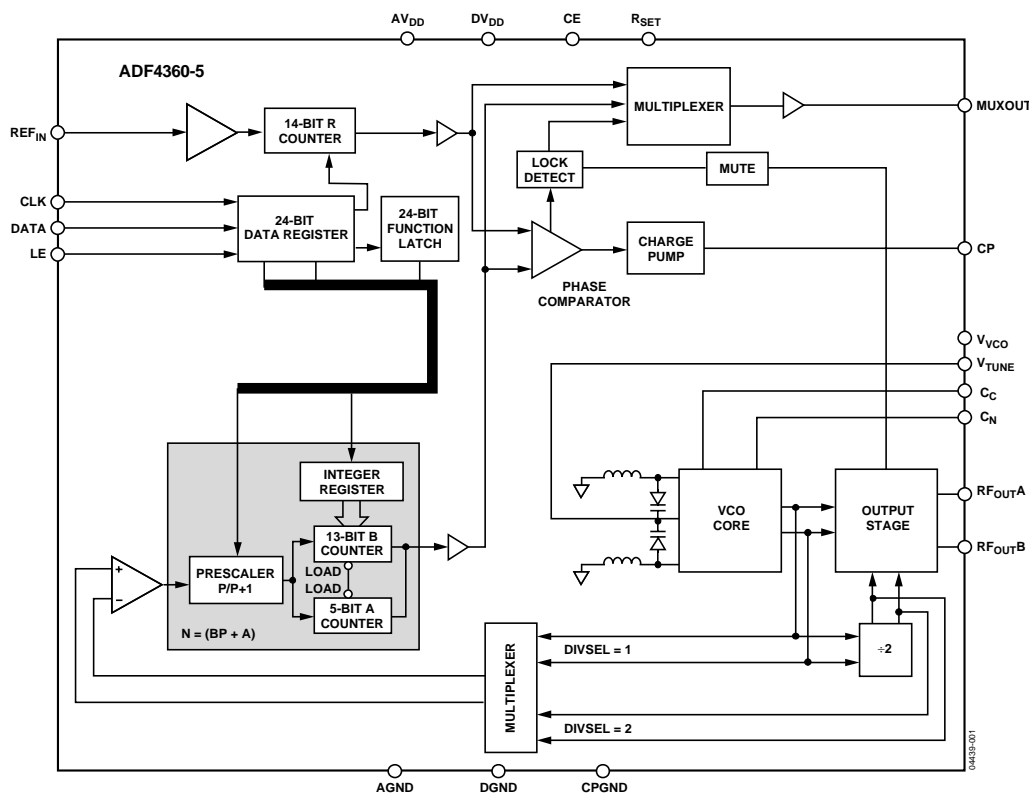 AVDD DVDD CE RSET
ADF4360-5
REFIN
14-BIT R
COUNTER
MULTIPLEXER
MUXOUT
LOCK
DETECT
MUTE
CLK
DATA
LE
24-BIT
DATA REGISTER
24-BIT
FUNCTION
LATCH
CHARGE
PUMP
CP
PHASE
COMPARATOR
VVCO
VTUNE
CC
CN
INTEGER
REGISTER
13-BIT B
COUNTER
LOAD
LOAD
5-BIT A
COUNTER
PRESCALER
P/P+1
+
−
N = (BP + A)
VCO
CORE
OUTPUT
STAGE
RFOUTA
RFOUTB
MULTIPLEXER
DIVSEL = 1
÷2
DIVSEL = 2
AGND DGND CPGND
04439-001